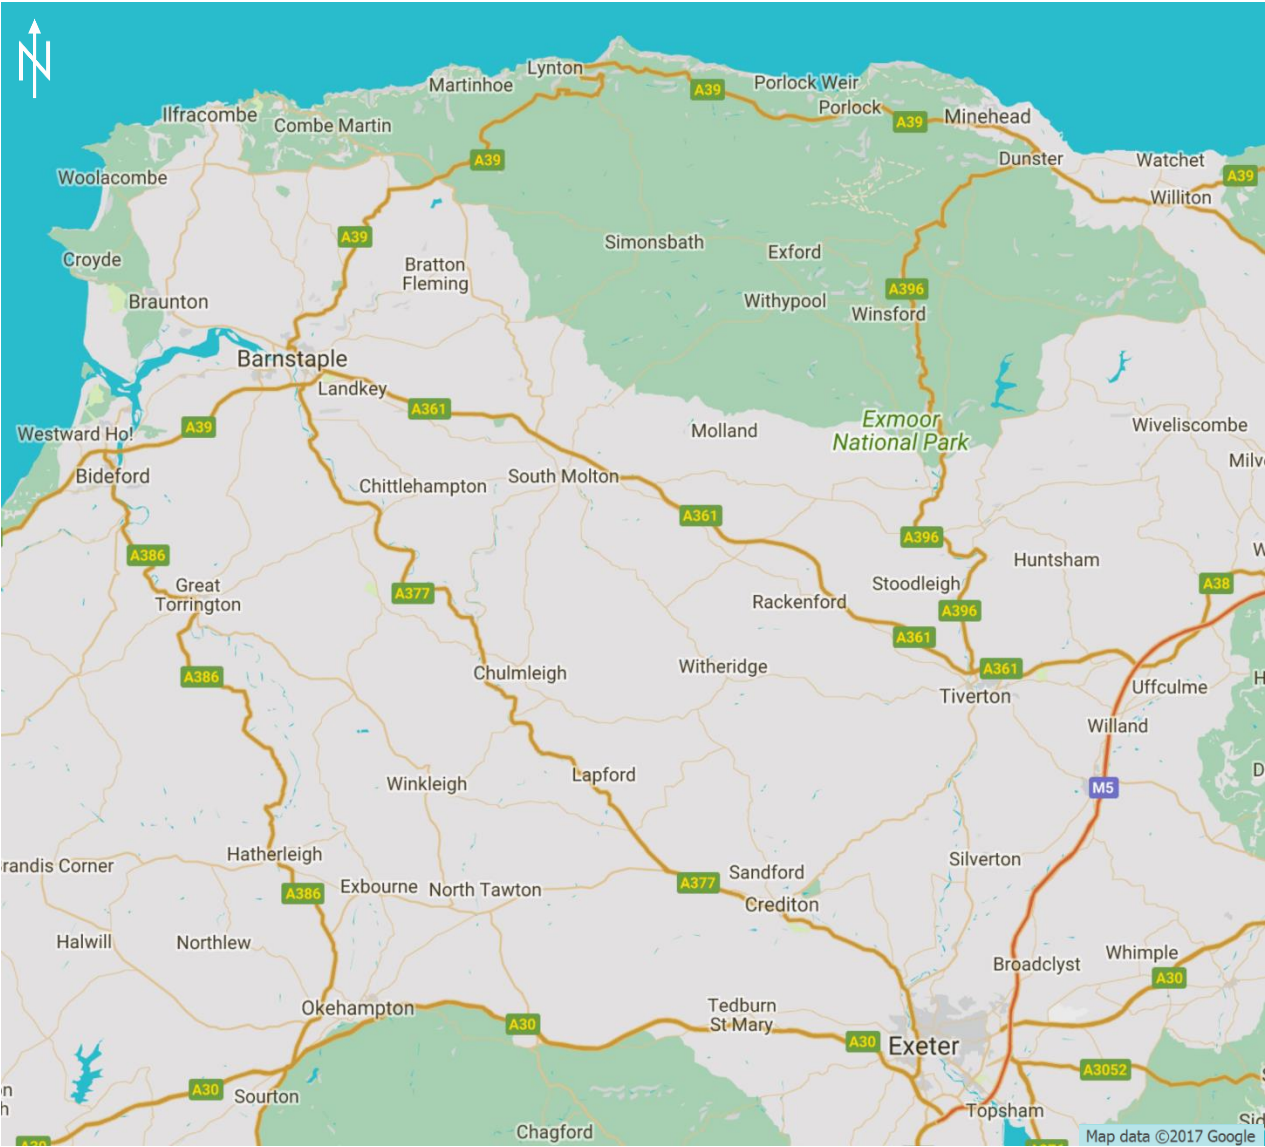 N
Lynton
Martinhoe
A39
Porlock Weir
Porlock
A39
Minehead
Ilfracombe
Combe Martin
A39
Dunster
Watchet
A39
Williton
Woolacombe
A39
Simonsbath
Exford
Croyde
Bratton
Fleming
A396
Withypool
Winsford
Braunton
Barnstaple
Landkey
A361
Exmoor
National Park
Molland
Wiveliscombe
A39
Westward Ho!
Bideford
Chittlehampton
South Molton
A361
A396
Huntsham
A386
Great
Torrington
A377
Stoodleigh
A38
Rackenford
A396
A361
A361
A386
Chulmleigh
Witheridge
Tiverton
Uffculme
Willand
Winkleigh
Lapford
M5
Hatherleigh
randis Corner
Exbourne
North Tawton
A386
A377
Sandford
Crediton
Silverton
Halwill
Northlew
Broadclyst
Whimple
A30
Okehampton
A30
Tedburn
St Mary
A30
Exeter
A3052
A30
Sourton
Topsham
Chagford
Map data ©2017 Google